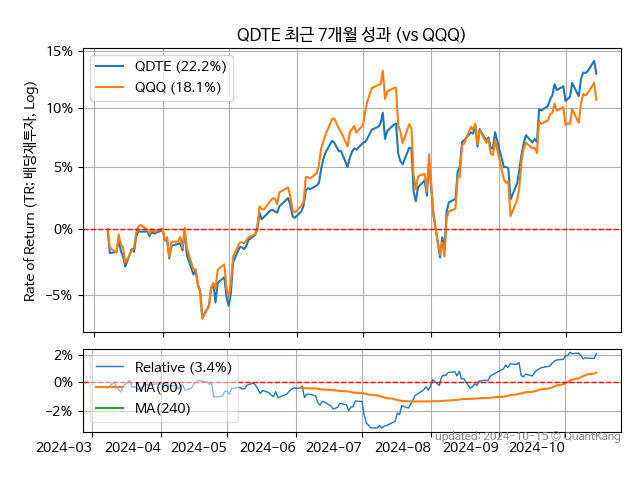 QDTE 최근 7개월 성과 (vs QQQ)
Rate of Return (TR: 배당재투자, Log)
15%
10%
5%
0%
−5%
QDTE (22.2%)
QQQ (18.1%)
2%
0%
−2%
Relative (3.4%)
MA(60)
MA(240)
2024-03
2024-04
2024-05
2024-06
2024-07
2024-08
2024-09
2024-10
updated: 2024-10-15 © QuantKang